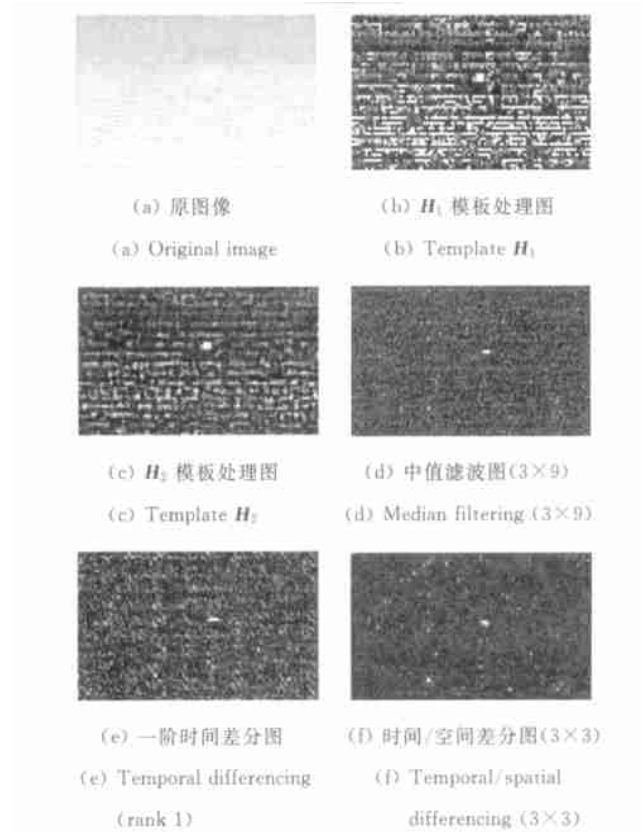 (a) 原图像
(a) Original image
(b) H₁ 模板处理图
(b) Template H₁
(c) H₂ 模板处理图
(c) Template H₂
(d) 中值滤波图(3×9)
(d) Median filtering (3×9)
(e) 一阶时间差分图
(e) Temporal differencing
(rank 1)
(f) 时间/空间差分图(3×3)
(f) Temporal/spatial
differencing (3×3)